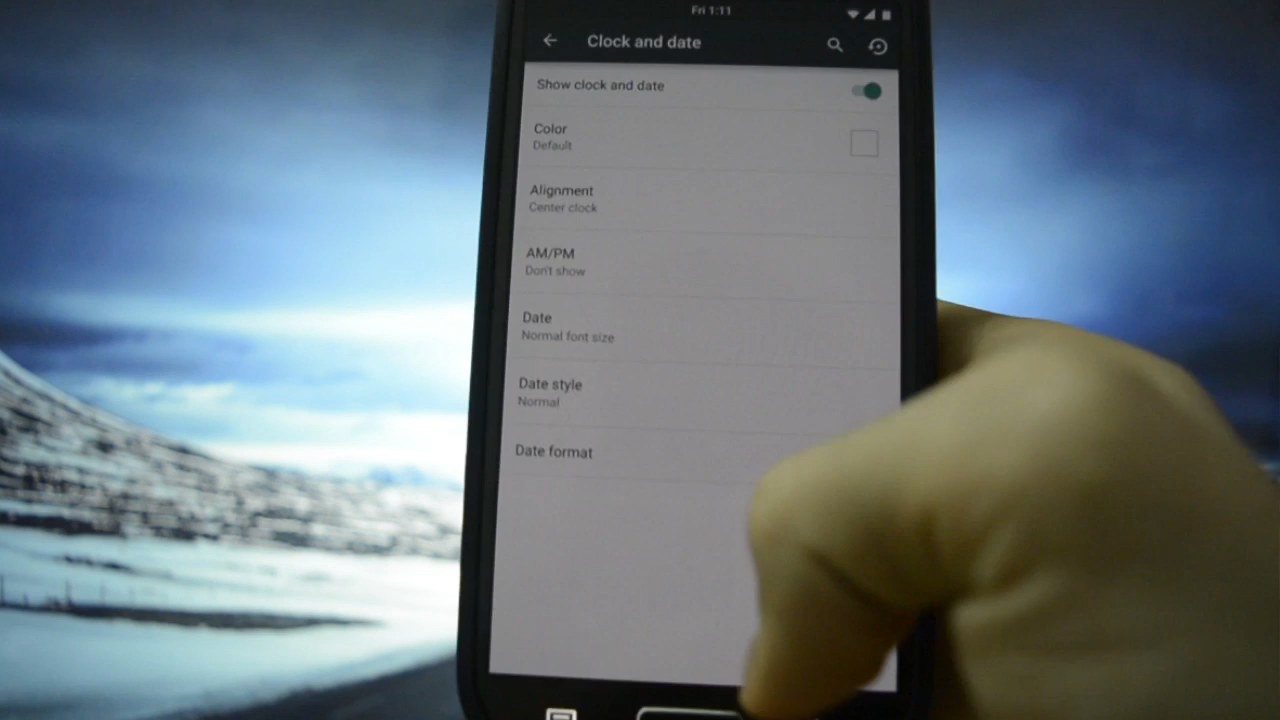 Fri 1:11
Clock and date
Show clock and date
Color
Default
Alignment
Center clock
AM/PM
Don't show
Date
Normal font size
Date style
Normal
Date format